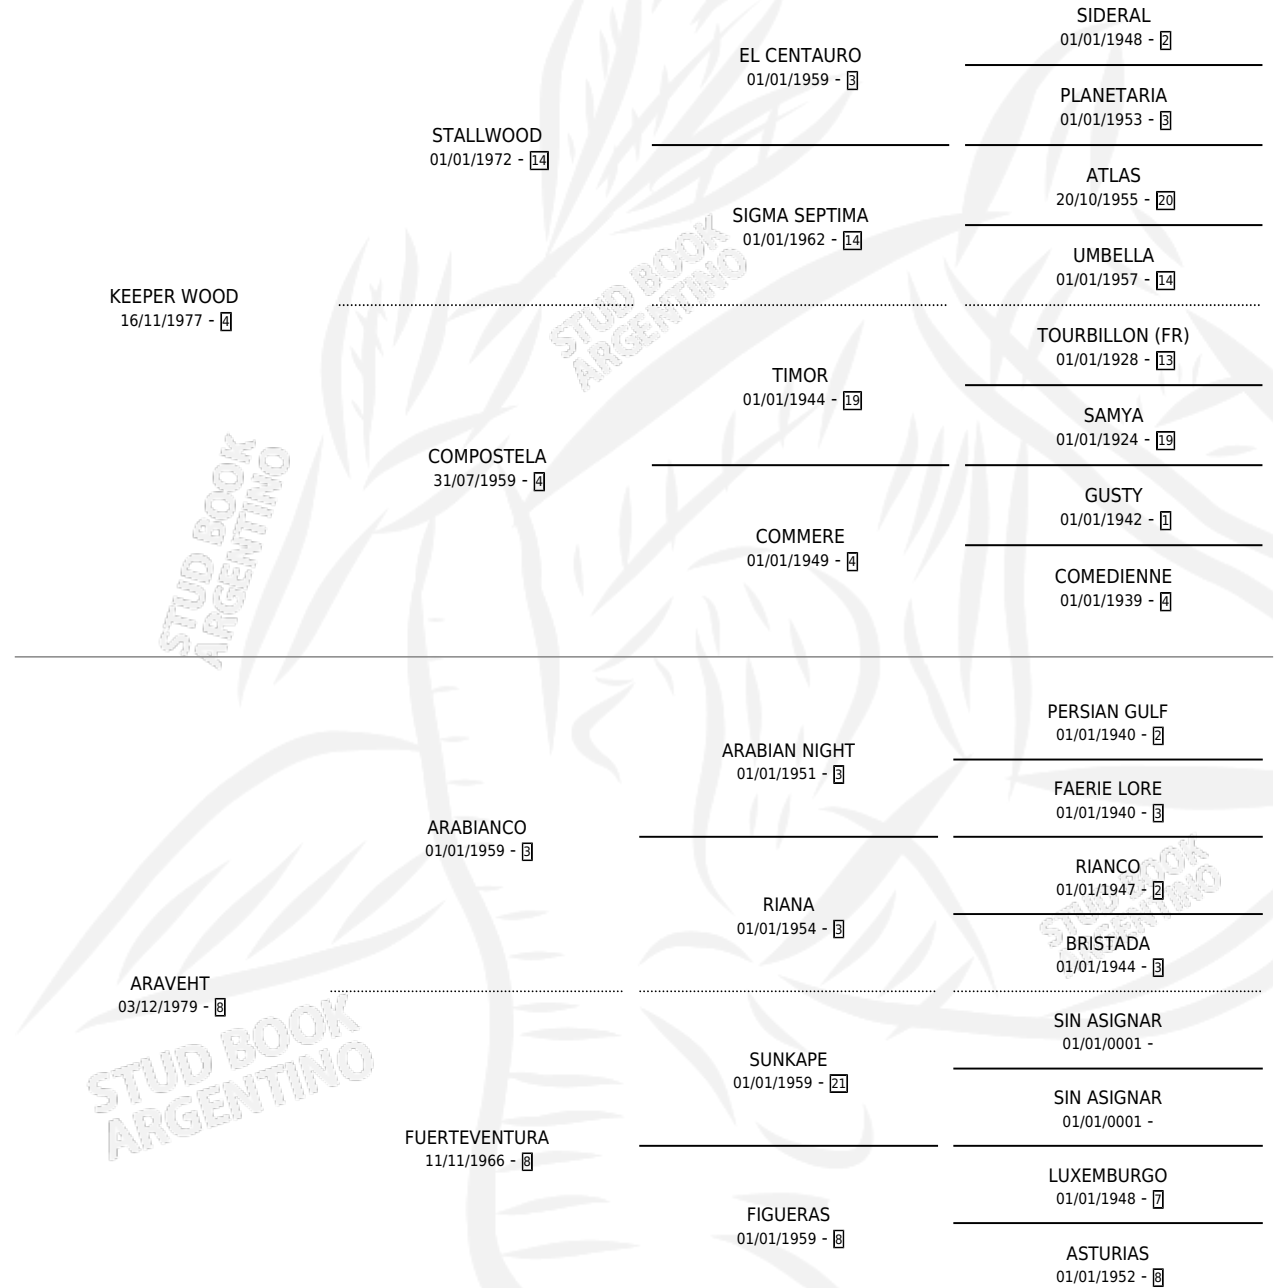 SIDERAL
01/01/1948 - 2
EL CENTAURO
01/01/1959 - 3
PLANETARIA
01/01/1953 - 3
STALLWOOD
01/01/1972 - 14
ATLAS
20/10/1955 - 20
SIGMA SEPTIMA
01/01/1962 - 14
UMBELLA
01/01/1957 - 14
KEEPER WOOD
16/11/1977 - 4
TOURBILLON (FR)
01/01/1928 - 13
TIMOR
01/01/1944 - 19
SAMYA
01/01/1924 - 19
COMPOSTELA
31/07/1959 - 4
GUSTY
01/01/1942 - 1
COMMERE
01/01/1949 - 4
COMEDIENNE
01/01/1939 - 4
PERSIAN GULF
01/01/1940 - 2
ARABIAN NIGHT
01/01/1951 - 3
FAERIE LORE
01/01/1940 - 3
ARABIANCO
01/01/1959 - 3
RIANCO
01/01/1947 - 2
RIANA
01/01/1954 - 3
BRISTADA
01/01/1944 - 3
ARAVEHT
03/12/1979 - 8
SIN ASIGNAR
01/01/0001 -
SUNKAPE
01/01/1959 - 21
SIN ASIGNAR
01/01/0001 -
FUERTEVENTURA
11/11/1966 - 8
LUXEMBURGO
01/01/1948 - 7
FIGUERAS
01/01/1959 - 8
ASTURIAS
01/01/1952 - 8
STUD BOOK
ARGENTINO
STUD BOOK
ARGENTINO
STUD BOOK
ARGENTINO
STUD BOOK
ARGENTINO